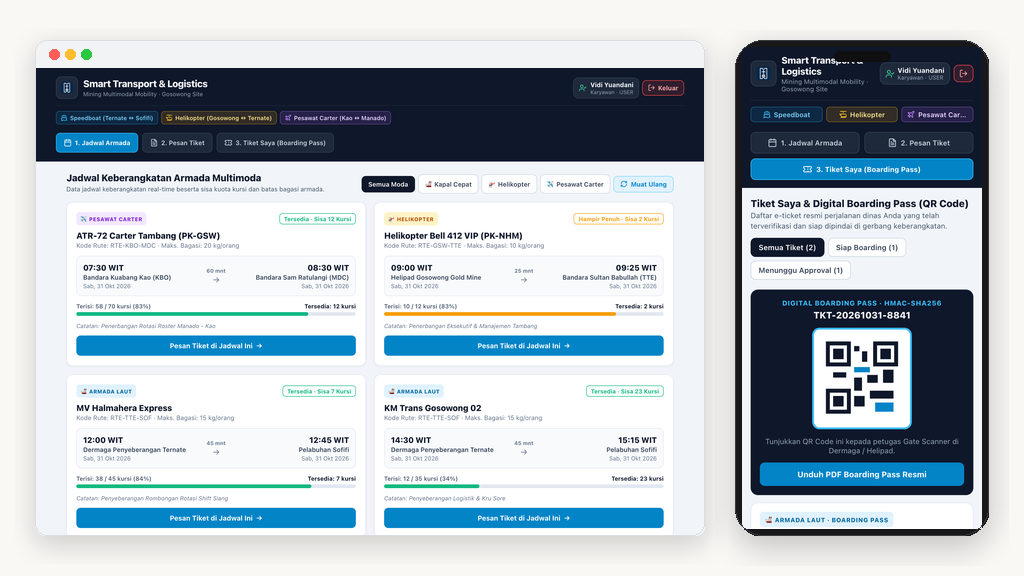 Smart Transport & Logistics
Mining Multimodal Mobility · Gosowong Site
Vidi Yuandani
Karyawan · USER
Keluar
Speedboat (Ternate ↔ Sofifi)
Helikopter (Gosowong ↔ Ternate)
Pesawat Carter (Kao ↔ Manado)
1. Jadwal Armada
2. Pesan Tiket
3. Tiket Saya (Boarding Pass)
Jadwal Keberangkatan Armada Multimoda
Data jadwal keberangkatan real-time beserta sisa kuota kursi dan batas bagasi armada.
Semua Moda
Kapal Cepat
Helikopter
Pesawat Carter
Muat Ulang
PESAWAT CARTER
Tersedia · Sisa 12 Kursi
ATR-72 Carter Tambang (PK-GSW)
Kode Rute: RTE-KBO-MDC · Maks. Bagasi: 20 kg/orang
07:30 WIT
60 mnt
08:30 WIT
Bandara Kuabang Kao (KBO)
→
Bandara Sam Ratulangi (MDC)
Sab, 31 Okt 2026
Sab, 31 Okt 2026
Terisi: 58 / 70 kursi (83%)
Tersedia: 12 kursi
Catatan: Penerbangan Rotasi Roster Manado - Kao
Pesan Tiket di Jadwal Ini →
HELIKOPTER
Hampir Penuh · Sisa 2 Kursi
Helikopter Bell 412 VIP (PK-NHM)
Kode Rute: RTE-GSW-TTE · Maks. Bagasi: 10 kg/orang
09:00 WIT
25 mnt
09:25 WIT
Helipad Gosowong Gold Mine
→
Bandara Sultan Babullah (TTE)
Sab, 31 Okt 2026
Sab, 31 Okt 2026
Terisi: 10 / 12 kursi (83%)
Tersedia: 2 kursi
Catatan: Penerbangan Eksekutif & Manajemen Tambang
Pesan Tiket di Jadwal Ini →
ARMADA LAUT
Tersedia · Sisa 7 Kursi
MV Halmahera Express
Kode Rute: RTE-TTE-SOF · Maks. Bagasi: 15 kg/orang
12:00 WIT
45 mnt
12:45 WIT
Dermaga Penyeberangan Ternate
→
Pelabuhan Sofifi
Sab, 31 Okt 2026
Sab, 31 Okt 2026
Terisi: 38 / 45 kursi (84%)
Tersedia: 7 kursi
Catatan: Penyeberangan Rombongan Rotasi Shift Siang
Pesan Tiket di Jadwal Ini →
ARMADA LAUT
Tersedia · Sisa 23 Kursi
KM Trans Gosowong 02
Kode Rute: RTE-TTE-SOF · Maks. Bagasi: 15 kg/orang
14:30 WIT
45 mnt
15:15 WIT
Dermaga Penyeberangan Ternate
→
Pelabuhan Sofifi
Sab, 31 Okt 2026
Sab, 31 Okt 2026
Terisi: 12 / 35 kursi (34%)
Tersedia: 23 kursi
Catatan: Penyeberangan Logistik & Kru Sore
Pesan Tiket di Jadwal Ini →
Smart Transport &
Logistics
Mining Multimodal Mobility ·
Gosowong Site
Vidi Yuandani
Karyawan · USER
Speedboat
Helikopter
Pesawat Car...
1. Jadwal Armada
2. Pesan Tiket
3. Tiket Saya (Boarding Pass)
Tiket Saya & Digital Boarding Pass (QR Code)
Daftar e-ticket resmi perjalanan dinas Anda yang telah
terverifikasi dan siap dipindai di gerbang keberangkatan.
Semua Tiket (2)
Siap Boarding (1)
Menunggu Approval (1)
DIGITAL BOARDING PASS · HMAC-SHA256
TKT-20261031-8841
Tunjukkan QR Code ini kepada petugas Gate Scanner di
Dermaga / Helipad.
Unduh PDF Boarding Pass Resmi
ARMADA LAUT · BOARDING PASS